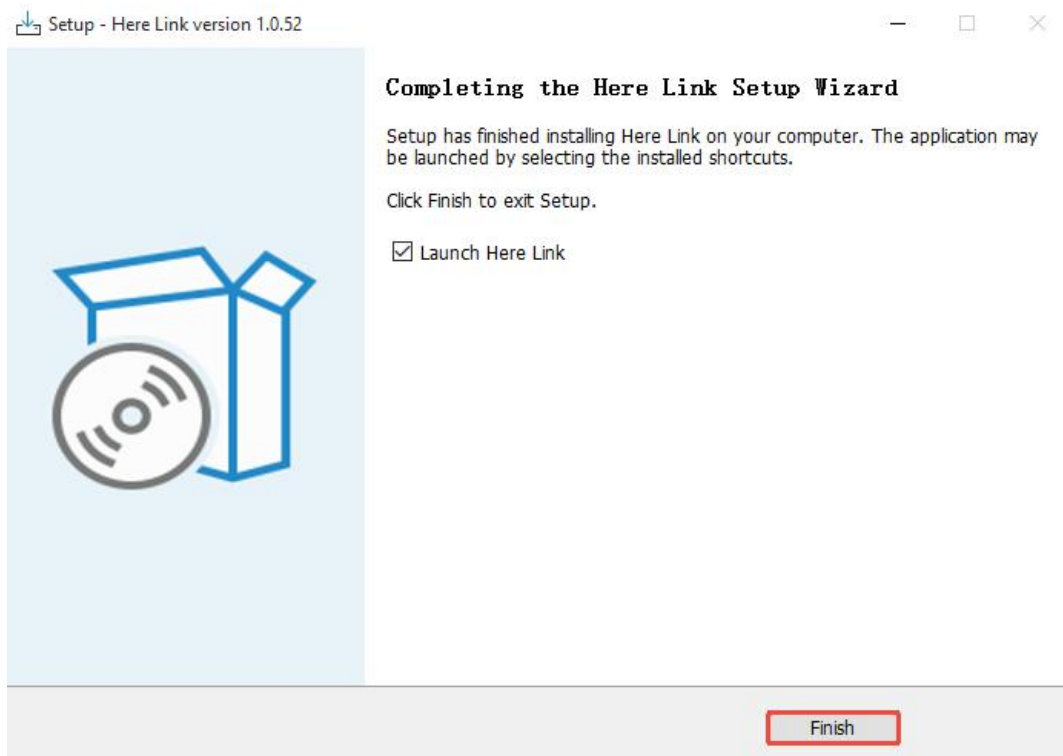 Setup - Here Link version 1.0.52
Completing the Here Link Setup Wizard
Setup has finished installing Here Link on your computer. The application may
be launched by selecting the installed shortcuts.
Click Finish to exit Setup.
Launch Here Link
Finish